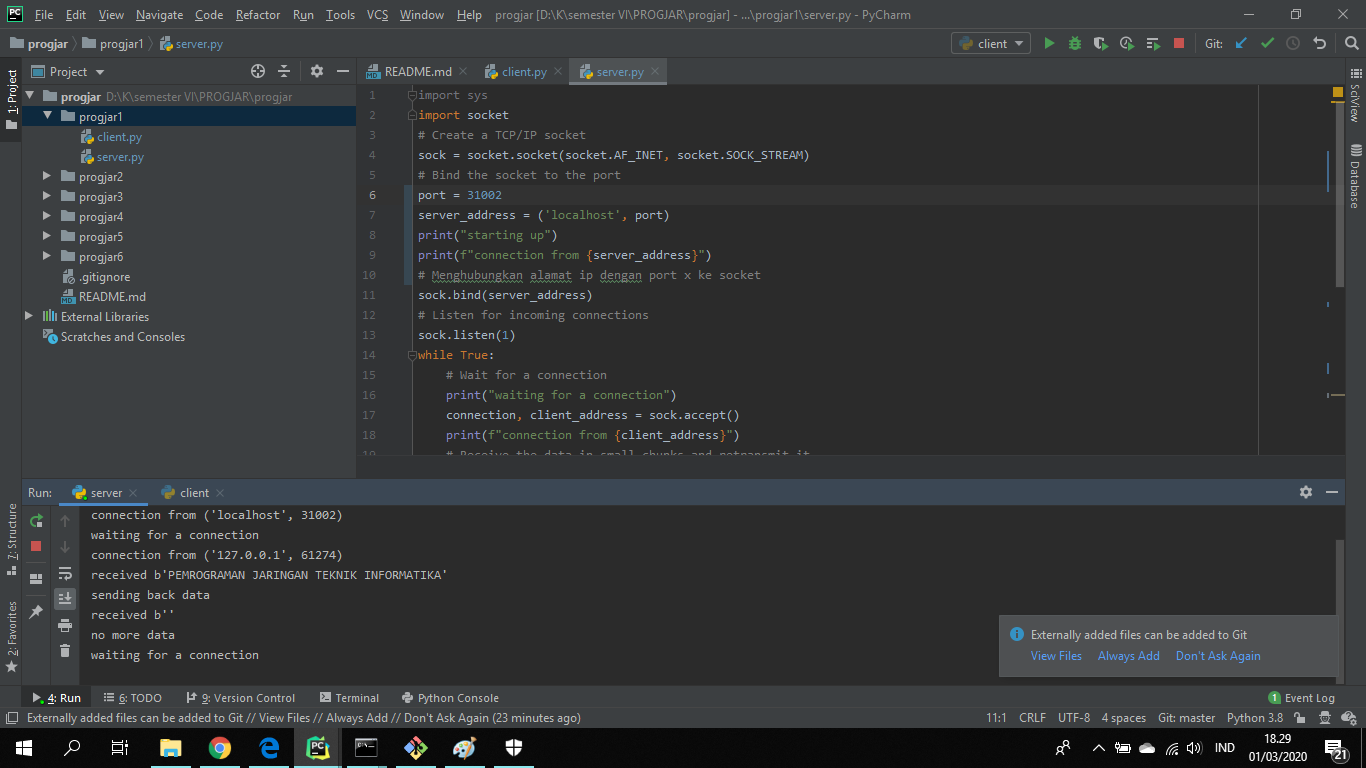 File Edit View Navigate Code Refactor Run Tools VCS Window Help progjar [D:\K\semester VI\PROGJAR\progjar] - ...\progjar1\server.py - PyCharm
progjar progjar1 server.py client Git:
1: Project
Project
README.md client.py server.py
progjar D:\K\semester VI\PROGJAR\progjar
progjar1
client.py
server.py
progjar2
progjar3
progjar4
progjar5
progjar6
.gitignore
README.md
External Libraries
Scratches and Consoles
1 import sys
2 import socket
3 # Create a TCP/IP socket
4 sock = socket.socket(socket.AF_INET, socket.SOCK_STREAM)
5 # Bind the socket to the port
6 port = 31002
7 server_address = ('localhost', port)
8 print("starting up")
9 print(f"connection from {server_address}")
10 # Menghubungkan alamat ip dengan port x ke socket
11 sock.bind(server_address)
12 # Listen for incoming connections
13 sock.listen(1)
14 while True:
15 # Wait for a connection
16 print("waiting for a connection")
17 connection, client_address = sock.accept()
18 print(f"connection from {client_address}")
19 # Receive the data in small chunks and retransmit it
SciView
Database
Run: server client
7: Structure
2: Favorites
connection from ('localhost', 31002)
waiting for a connection
connection from ('127.0.0.1', 61274)
received b'PEMROGRAMAN JARINGAN TEKNIK INFORMATIKA'
sending back data
received b''
no more data
waiting for a connection
Externally added files can be added to Git
View Files Always Add Don't Ask Again
4: Run 6: TODO 9: Version Control Terminal Python Console 1 Event Log
Externally added files can be added to Git // View Files // Always Add // Don't Ask Again (23 minutes ago) 11:1 CRLF UTF-8 4 spaces Git: master Python 3.8
IND
18.29
01/03/2020
21